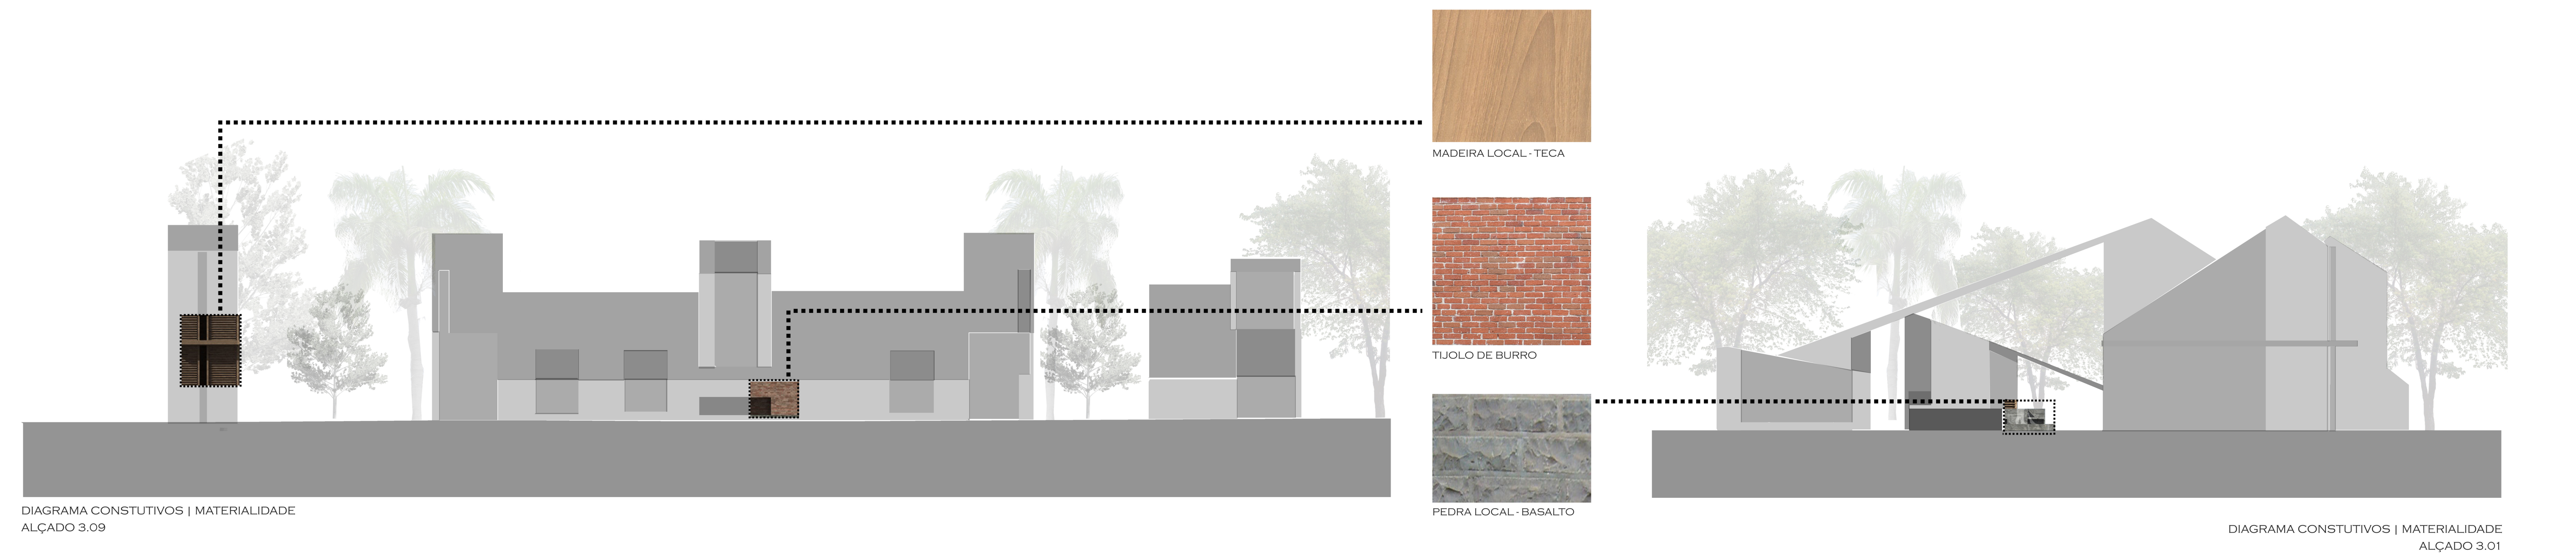 MADEIRA LOCAL - TECA
TIJOLO DE BURRO
PEDRA LOCAL - BASALTO
DIAGRAMA CONSTUTIVOS | MATERIALIDADE
ALÇADO 3.09
DIAGRAMA CONSTUTIVOS | MATERIALIDADE
ALÇADO 3.01